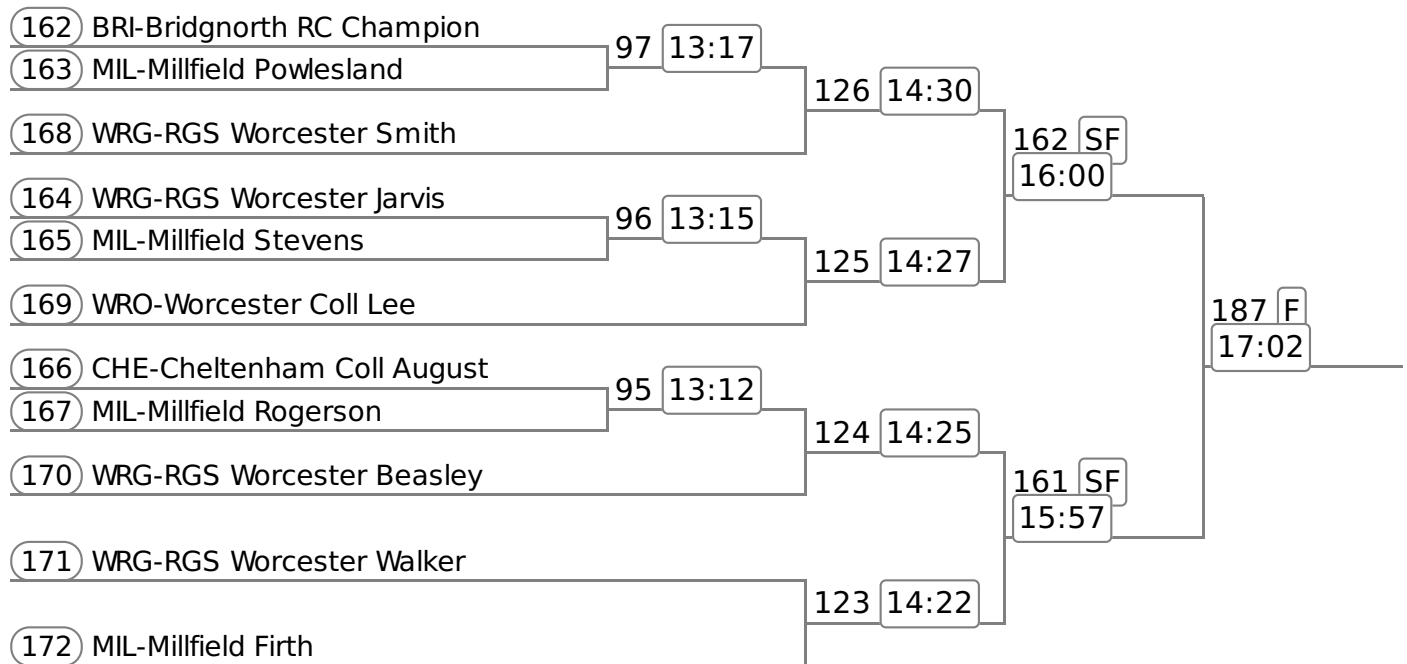 162 BRI-Bridgnorth RC Champion
97 13:17
163 MIL-Millfield Powlesland
126 14:30
168 WRG-RGS Worcester Smith
162 SF
16:00
164 WRG-RGS Worcester Jarvis
96 13:15
165 MIL-Millfield Stevens
125 14:27
169 WRO-Worcester Coll Lee
187 F
17:02
166 CHE-Cheltenham Coll August
95 13:12
167 MIL-Millfield Rogerson
124 14:25
170 WRG-RGS Worcester Beasley
161 SF
15:57
171 WRG-RGS Worcester Walker
123 14:22
172 MIL-Millfield Firth